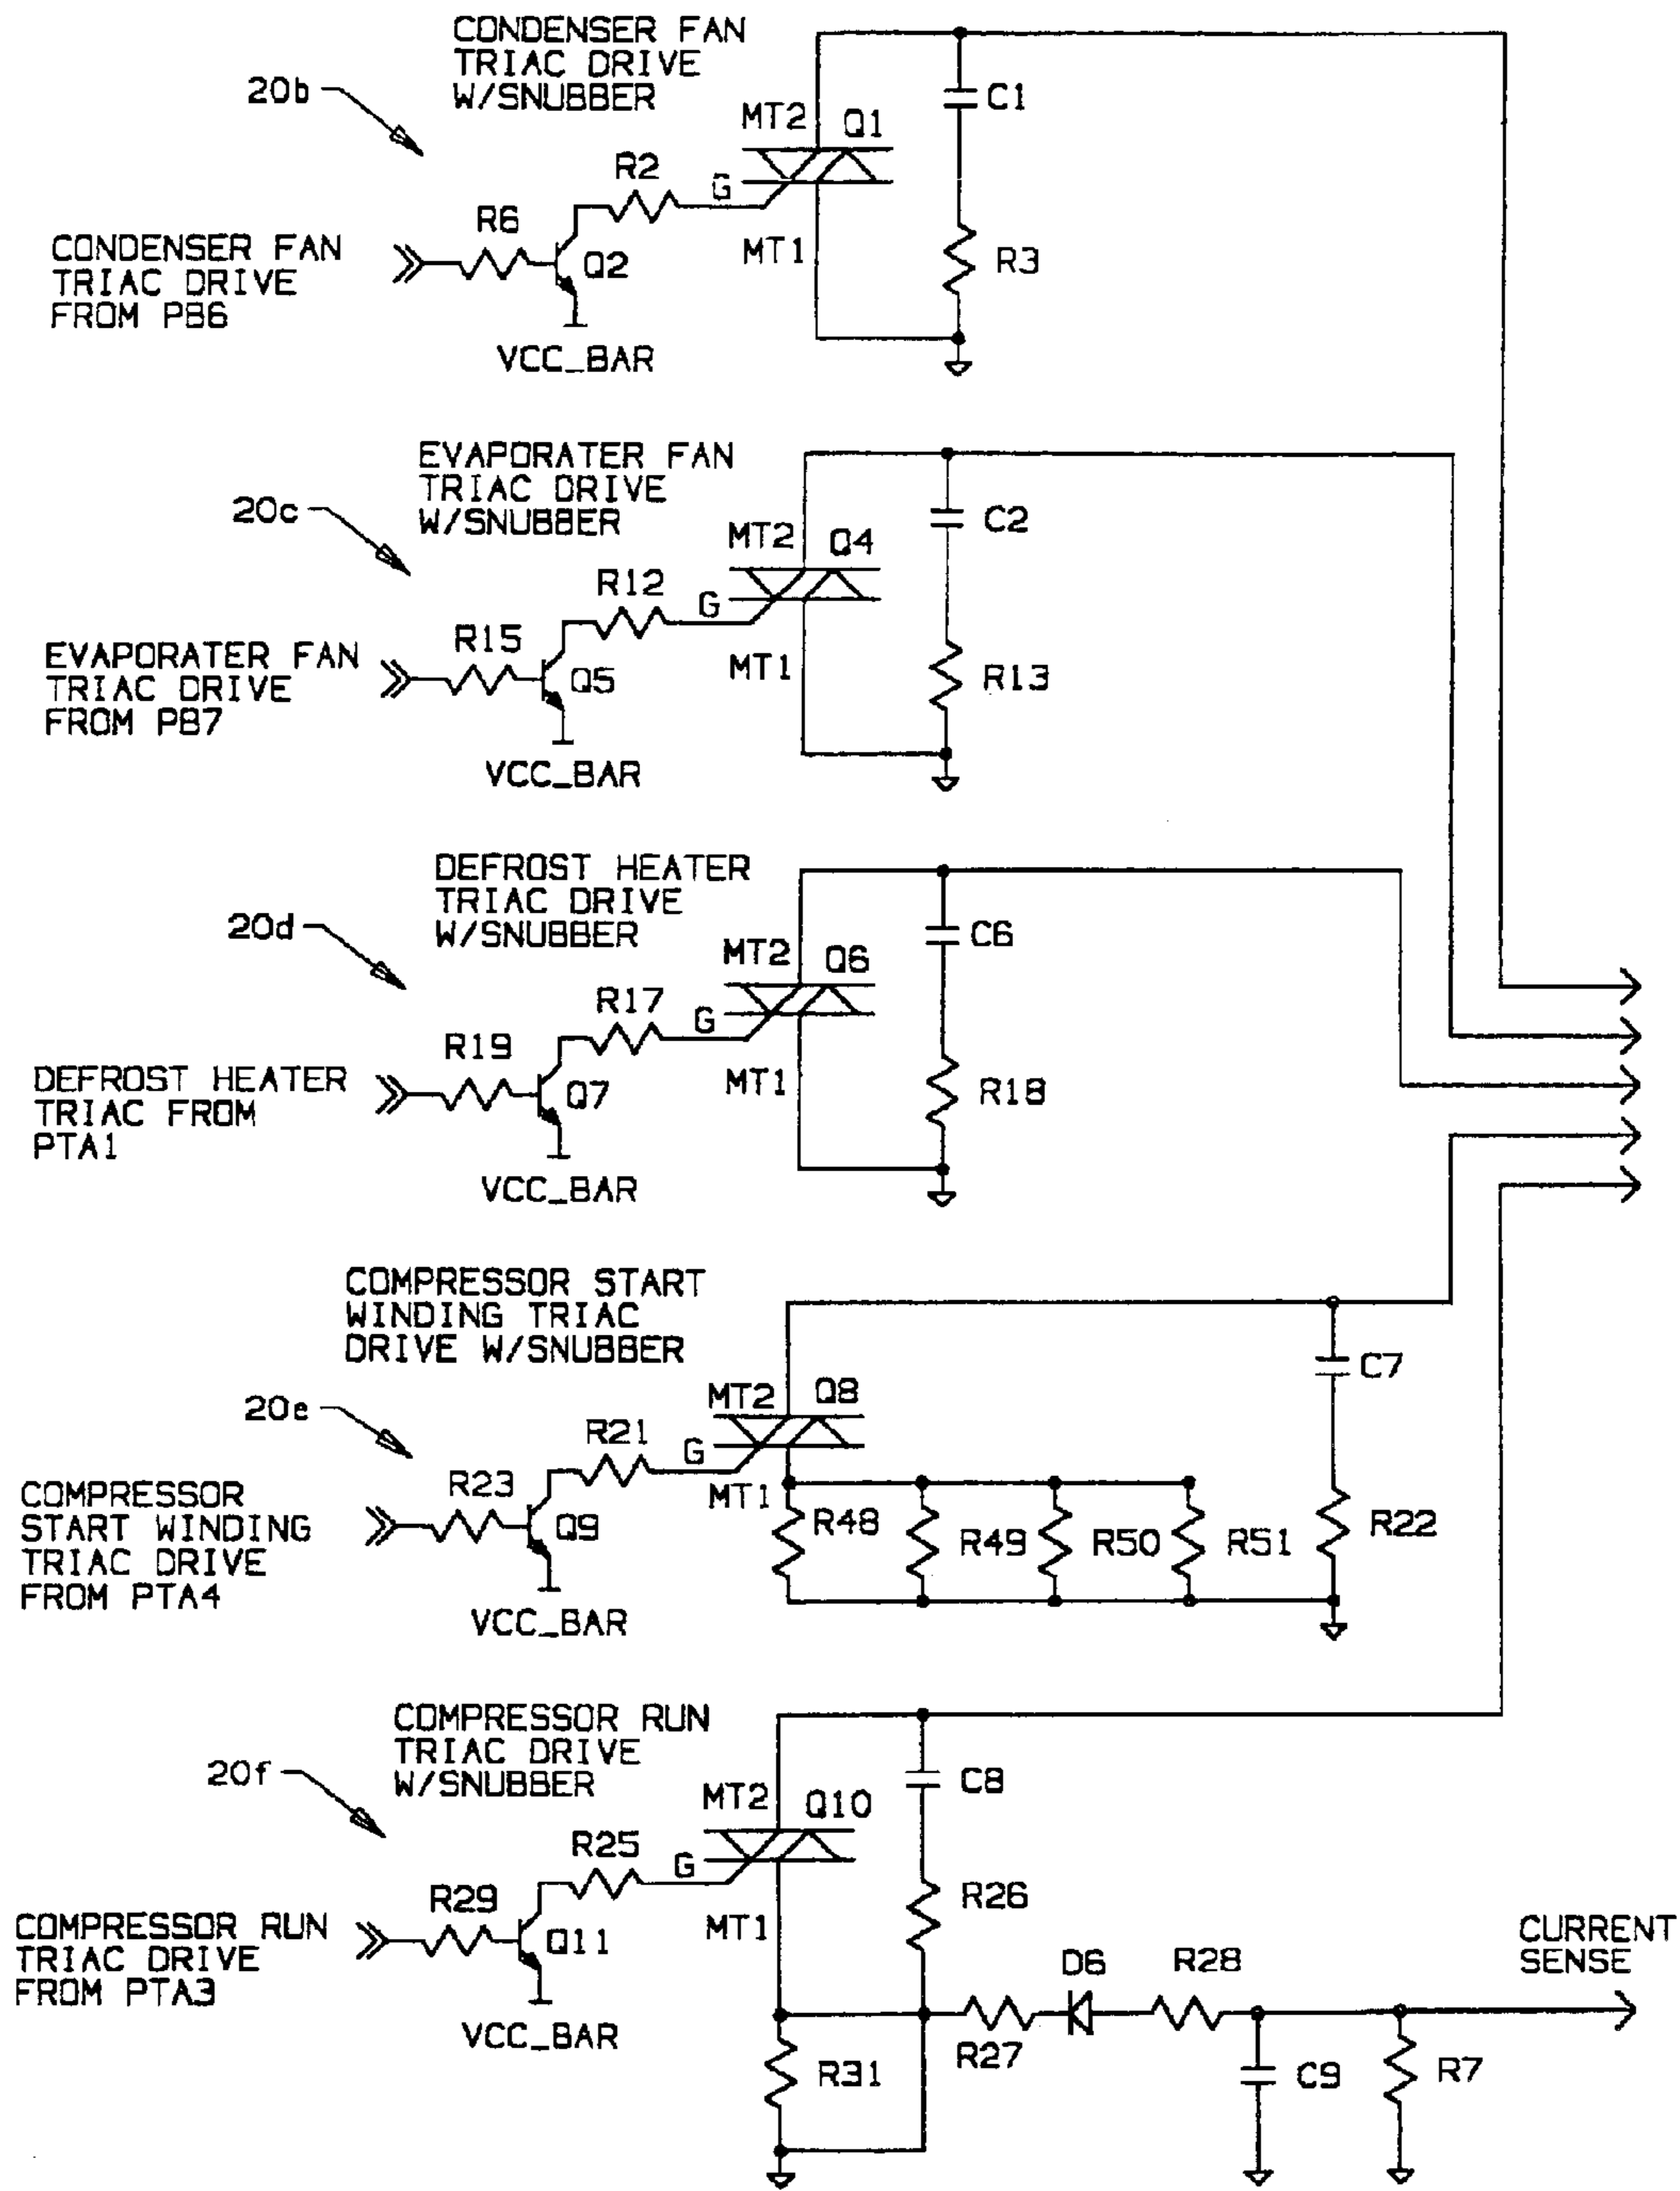 CONDENSER FAN
TRIAC DRIVE
W/SNUBBER
20b
MT2
Q1
C1
R2
G
R6
Q2
MT1
R3
CONDENSER FAN
TRIAC DRIVE
FROM PB6
VCC_BAR
EVAPORATER FAN
TRIAC DRIVE
W/SNUBBER
20c
MT2
Q4
C2
R12
G
R15
Q5
MT1
R13
EVAPORATER FAN
TRIAC DRIVE
FROM PB7
VCC_BAR
DEFROST HEATER
TRIAC DRIVE
W/SNUBBER
20d
MT2
Q6
C6
R17
G
R19
Q7
MT1
R18
DEFROST HEATER
TRIAC FROM
PTA1
VCC_BAR
COMPRESSOR START
WINDING TRIAC
DRIVE W/SNUBBER
20e
MT2
Q8
C7
R21
G
R23
Q9
MT1
R48
R49
R50
R51
R22
COMPRESSOR
START WINDING
TRIAC DRIVE
FROM PTA4
VCC_BAR
COMPRESSOR RUN
TRIAC DRIVE
W/SNUBBER
20f
MT2
Q10
C8
R25
G
R29
Q11
MT1
R26
COMPRESSOR RUN
TRIAC DRIVE
FROM PTA3
VCC_BAR
R31
R27
D6
R28
C9
R7
CURRENT
SENSE